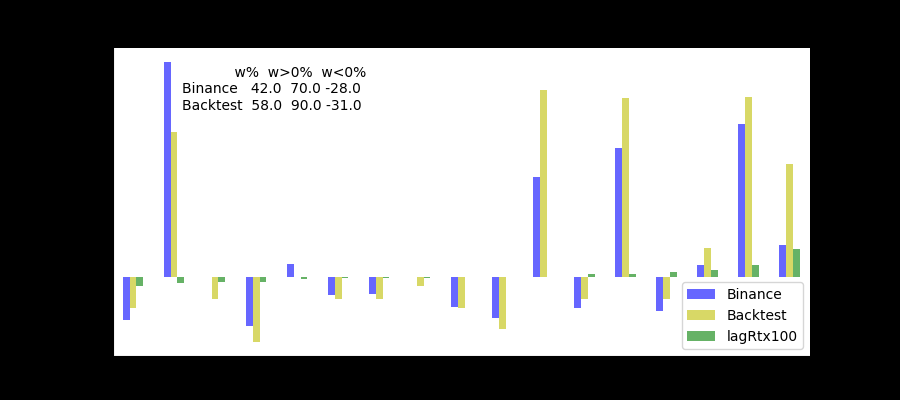 w% w>0% w<0%
Binance 42.0 70.0 -28.0
Backtest 58.0 90.0 -31.0
Binance
Backtest
lagRtx100